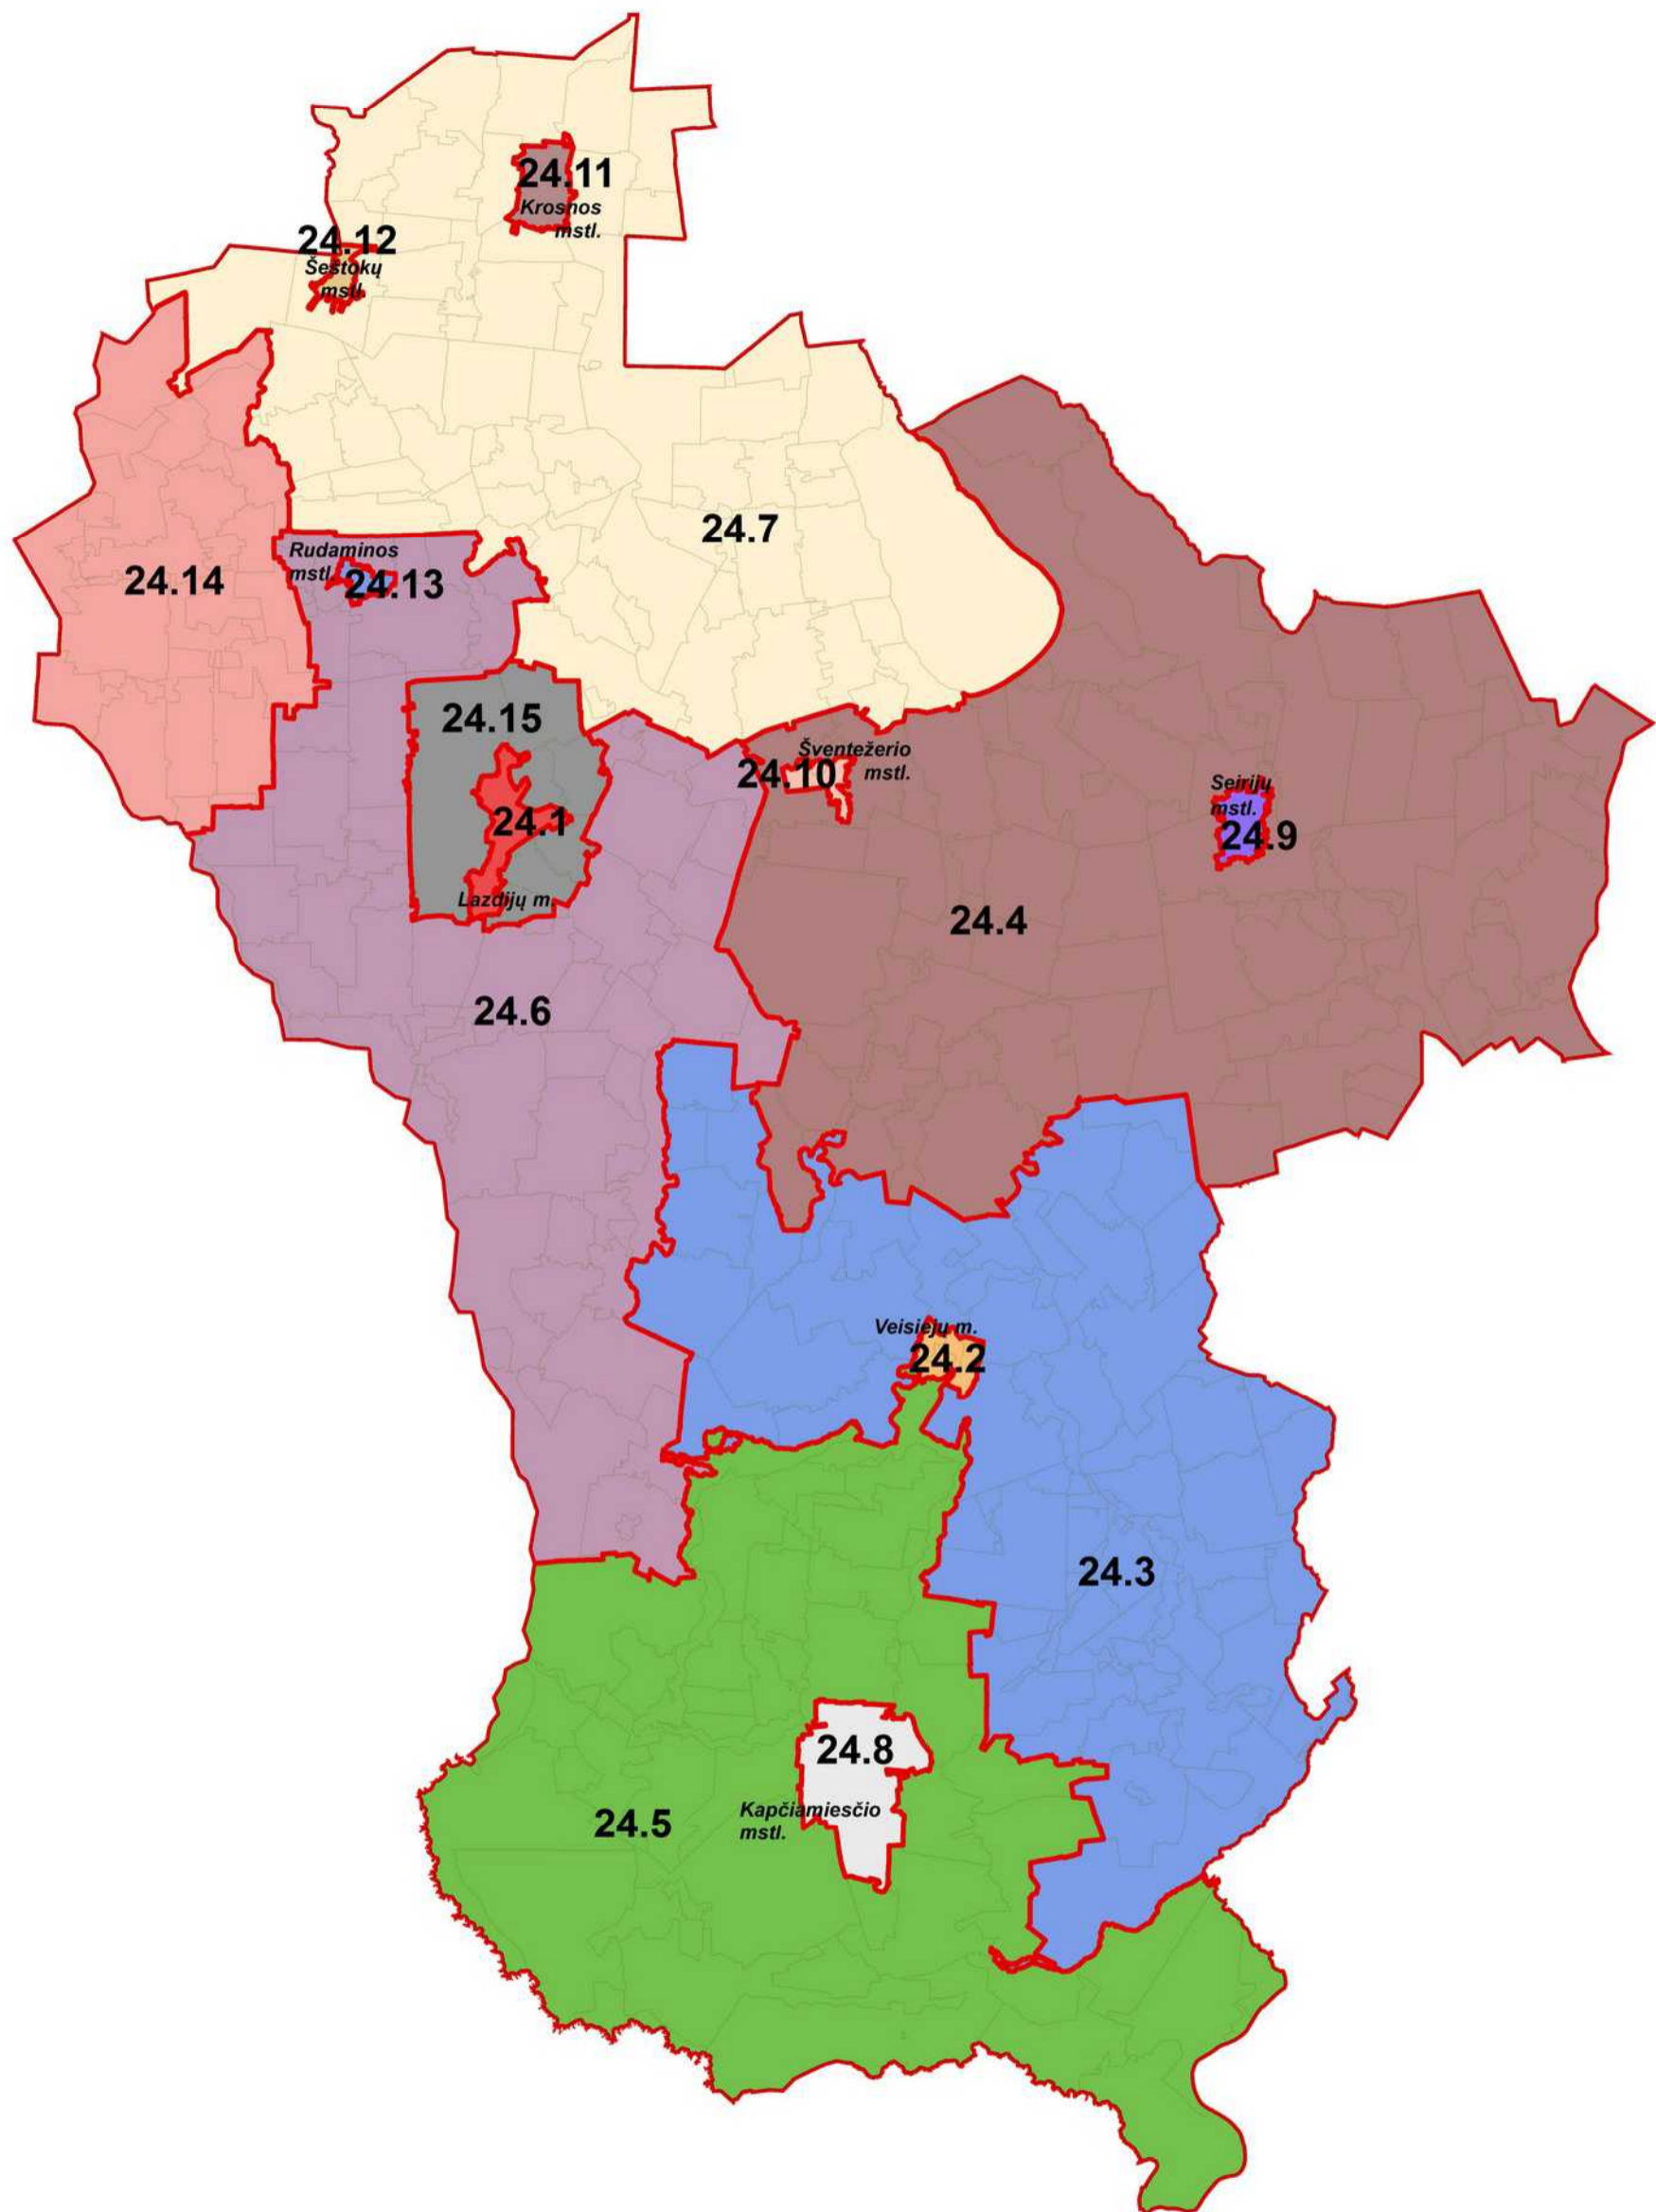 24.11
Krosnos
mstl.
24.12
Šeštokų
mstl.
24.7
Rudaminos
mstl.
24.13
24.14
24.15
Šventežerio
mstl.
24.10
Seirijų
mstl.
24.9
24.1
Lazdijų m.
24.4
24.6
Veisiejų m.
24.2
24.3
24.8
Kapčiamiesčio
mstl.
24.5